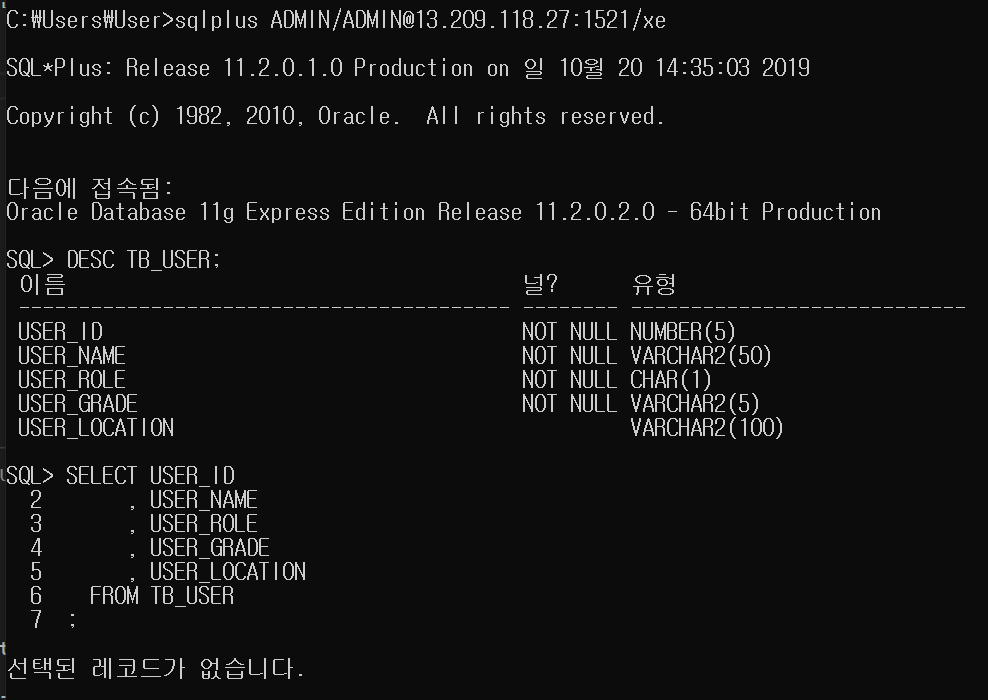 C:\Users\User>sqlplus ADMIN/ADMIN@13.209.118.27:1521/xe
SQL*Plus: Release 11.2.0.1.0 Production on 일 10월 20 14:35:03 2019
Copyright (c) 1982, 2010, Oracle.  All rights reserved.
다음에 접속됨:
Oracle Database 11g Express Edition Release 11.2.0.2.0 - 64bit Production
SQL> DESC TB_USER;
이름 널? 유형
----------------------------------------- -------- ----------------------------
USER_ID NOT NULL NUMBER(5)
USER_NAME NOT NULL VARCHAR2(50)
USER_ROLE NOT NULL CHAR(1)
USER_GRADE NOT NULL VARCHAR2(5)
USER_LOCATION VARCHAR2(100)
SQL> SELECT USER_ID
2 , USER_NAME
3 , USER_ROLE
4 , USER_GRADE
5 , USER_LOCATION
6 FROM TB_USER
7 ;
선택된 레코드가 없습니다.